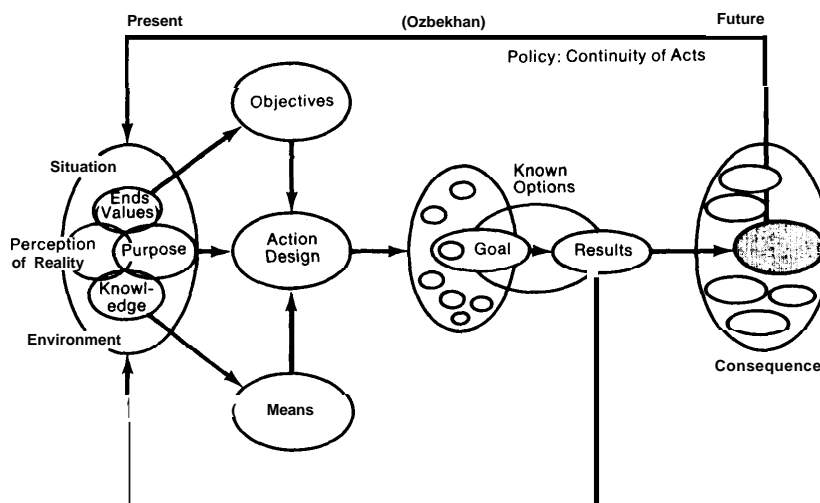 Present
(Ozbekhan)
Future
Policy: Continuity of Acts
Objectives
Situation
Ends
(Values)
Perception
of Reality
Purpose
Knowl-
edge
Environment
Action
Design
Means
Known
Options
Goal
Results
Consequence